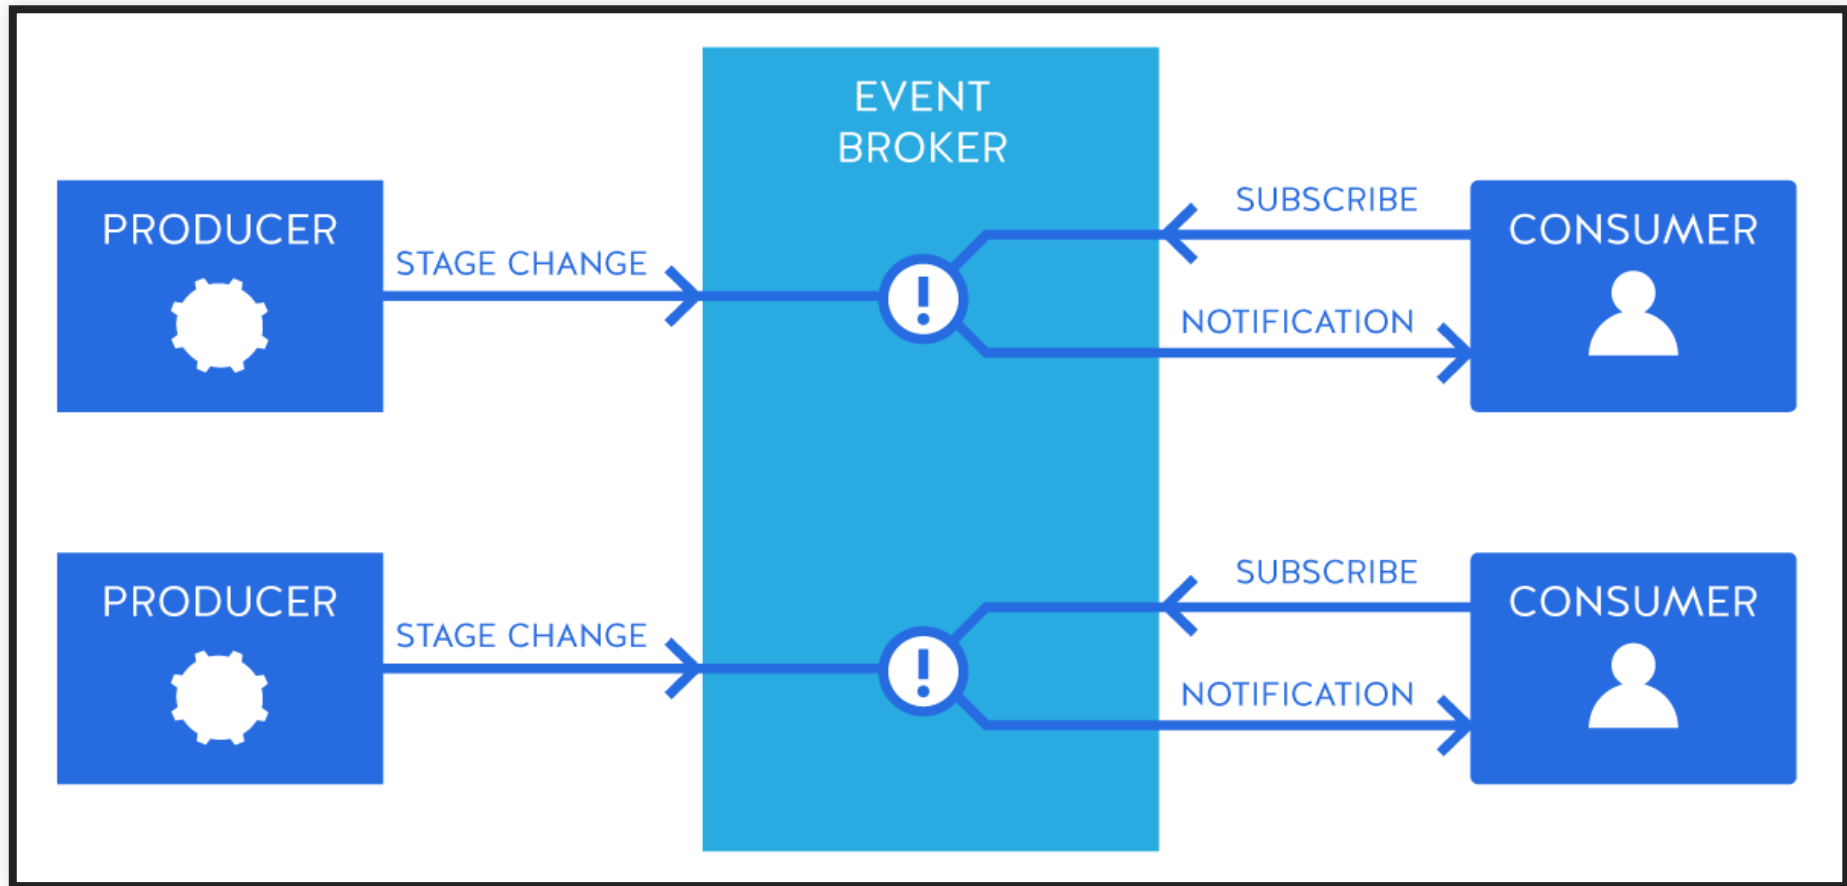 EVENT
BROKER
PRODUCER
STAGE CHANGE
SUBSCRIBE
NOTIFICATION
CONSUMER
PRODUCER
STAGE CHANGE
SUBSCRIBE
NOTIFICATION
CONSUMER